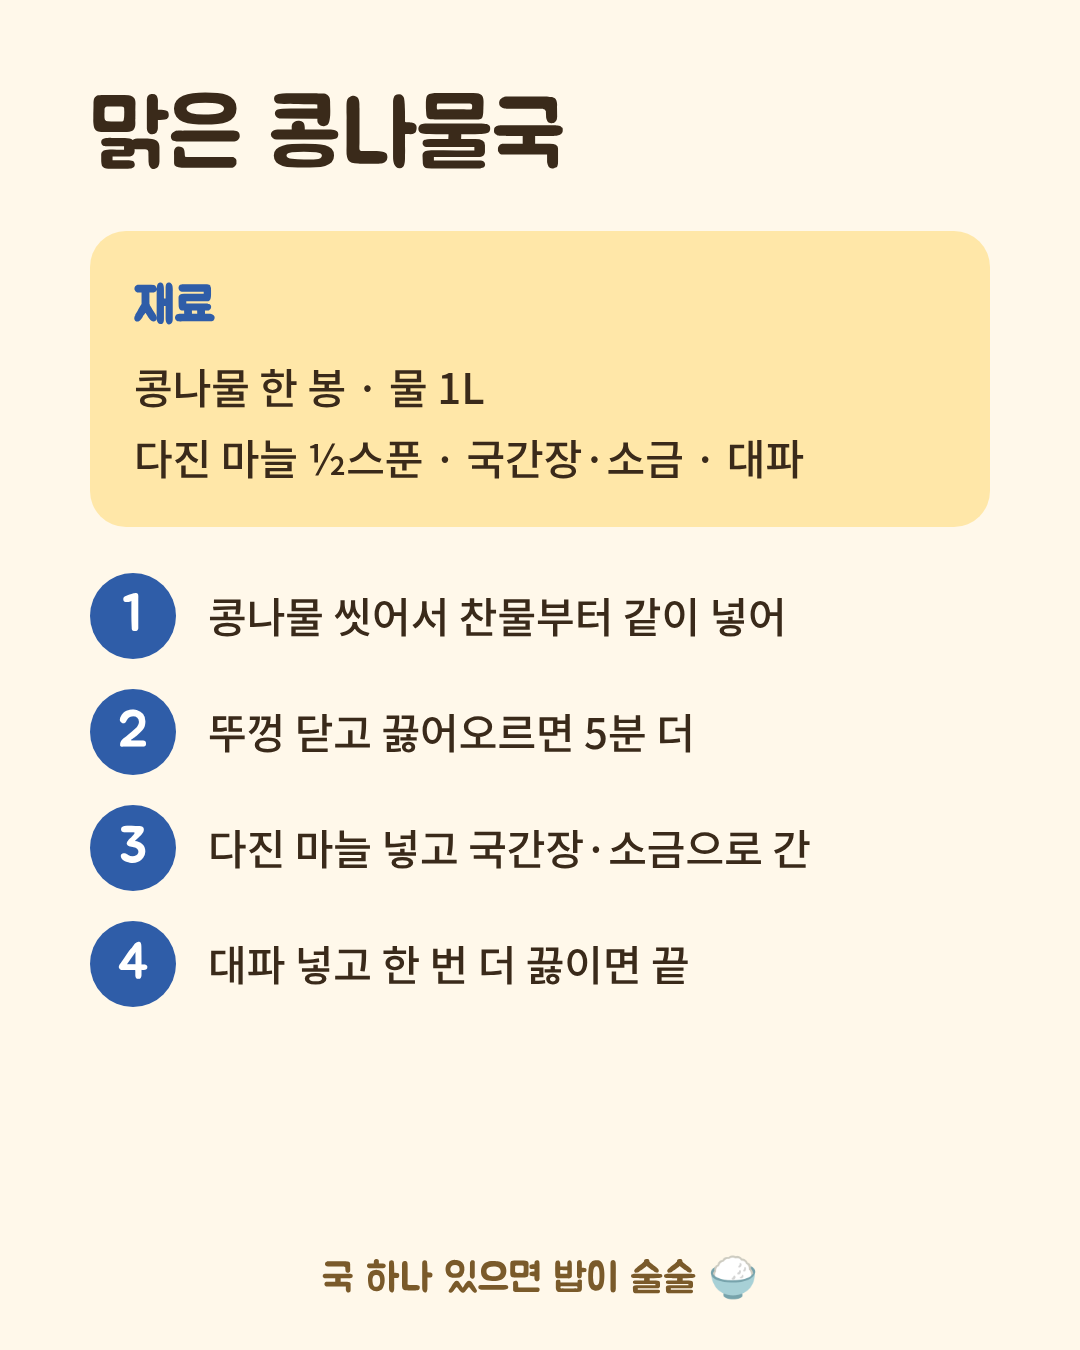 맑은 콩나물국
재료
콩나물 한 봉 · 물 1L
다진 마늘 ½스푼 · 국간장·소금 · 대파
1 콩나물 씻어서 찬물부터 같이 넣어
2 뚜껑 닫고 끓어오르면 5분 더
3 다진 마늘 넣고 국간장·소금으로 간
4 대파 넣고 한 번 더 끓이면 끝
국 하나 있으면 밥이 술술 🍚